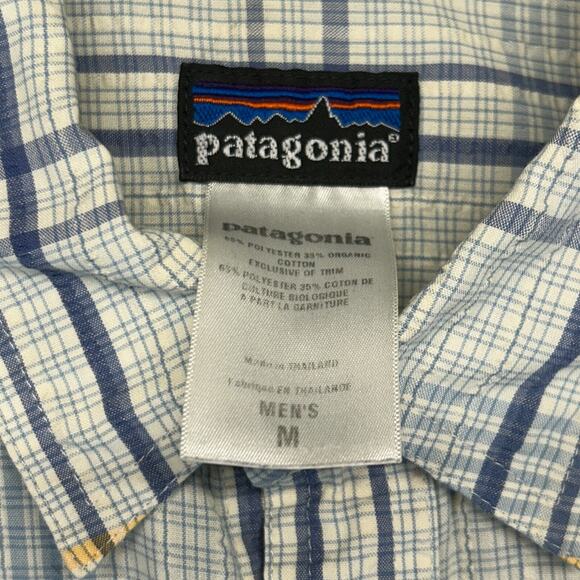 patagonia®
patagonia
65% POLYESTER 35% ORGANIC
COTTON
EXCLUSIVE OF TRIM
65% POLYESTER 35% COTON DE
CULTURE BIOLOGIQUE
A PART LA GARNITURE
MADE IN THAILAND
FABRIQUÉ EN THAILANDE
MEN'S
M